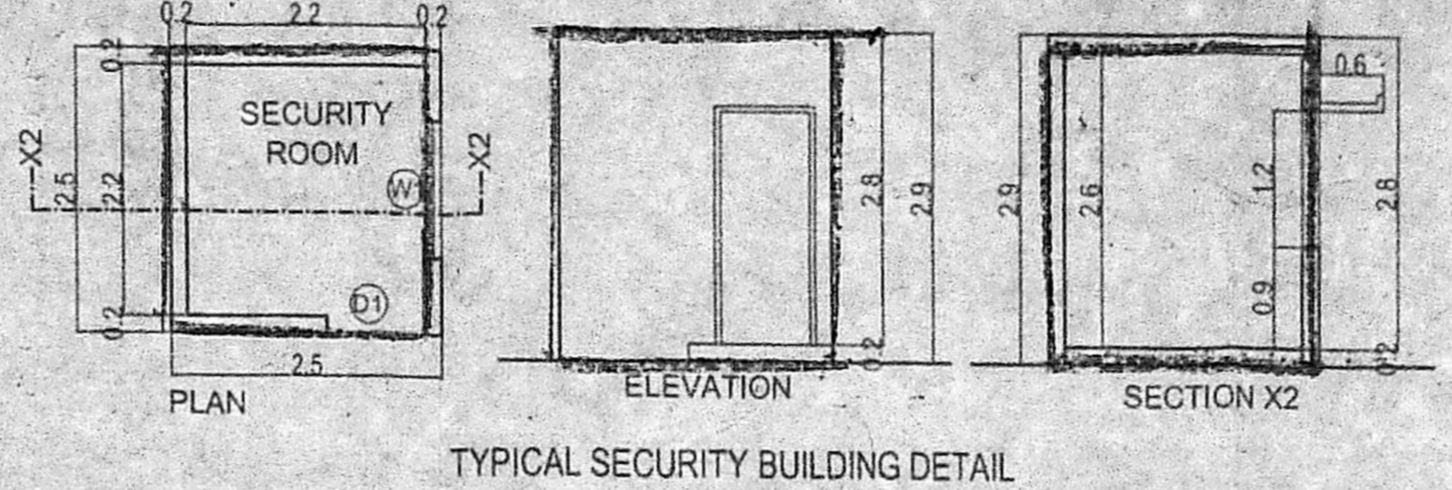 0.2 2.2 0.2
0.2
SECURITY
ROOM
X2
X2
2.5
2.2
W
D1
0.2
2.5
PLAN
2.8
2.9
0.2
ELEVATION
2.9
2.6
0.6
1.2
0.9
2.8
0.2
SECTION X2
TYPICAL SECURITY BUILDING DETAIL